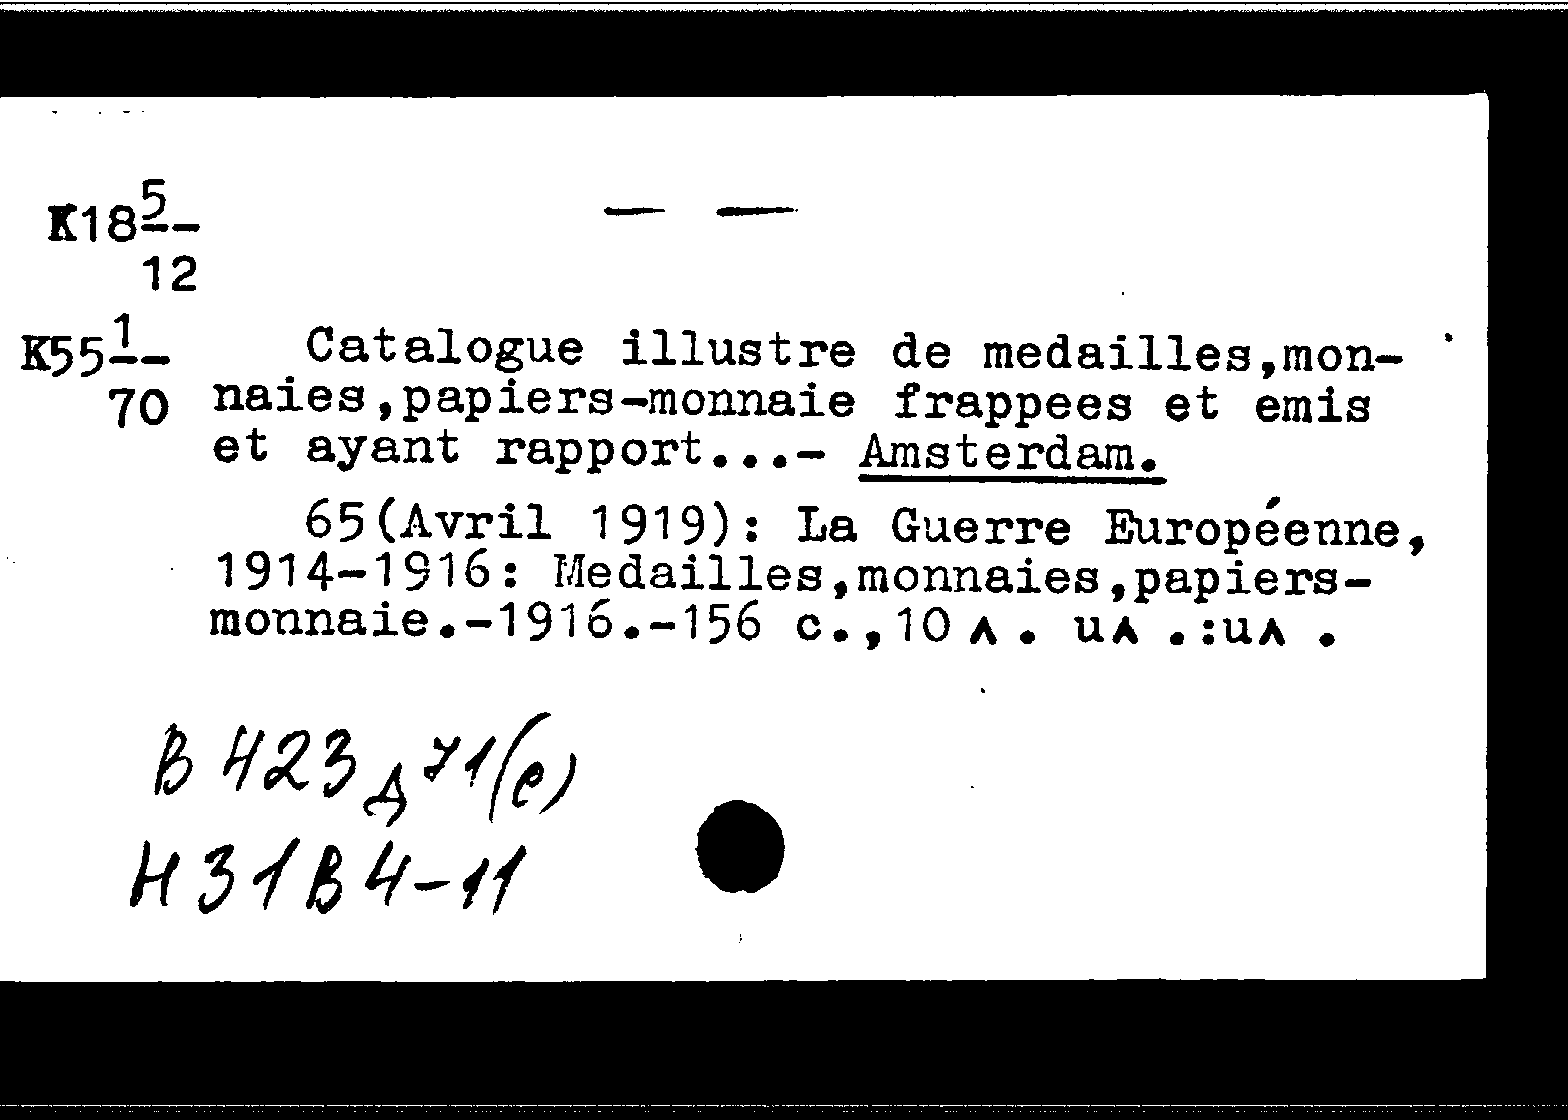 K18 5/12
— —
K55 1/70
Catalogue illustre de medailles,mon-
naies,papiers-monnaie frappees et emis
et ayant rapport...- Amsterdam.
65(Avril 1919): La Guerre Européenne,
1914-1916: Medailles,monnaies,papiers-
monnaie.-1916.-156 c.,10 л. ил.:ил.
В 423 д 71(е)
Н 31 В 4-11